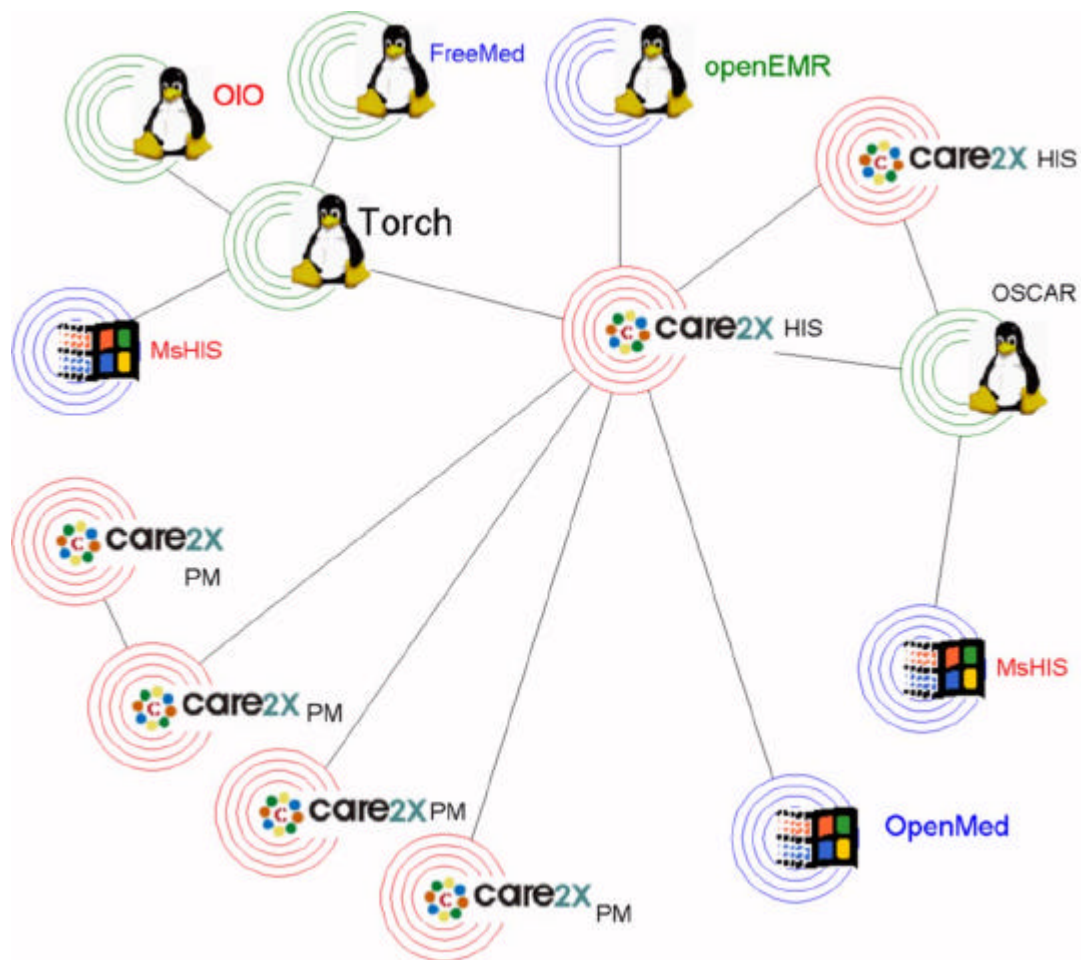 OIO
FreeMed
openEMR
C care2X HIS
Torch
OSCAR
C care2X HIS
MsHIS
C care2X
PM
MsHIS
C care2X PM
C care2X PM
OpenMed
C care2X PM